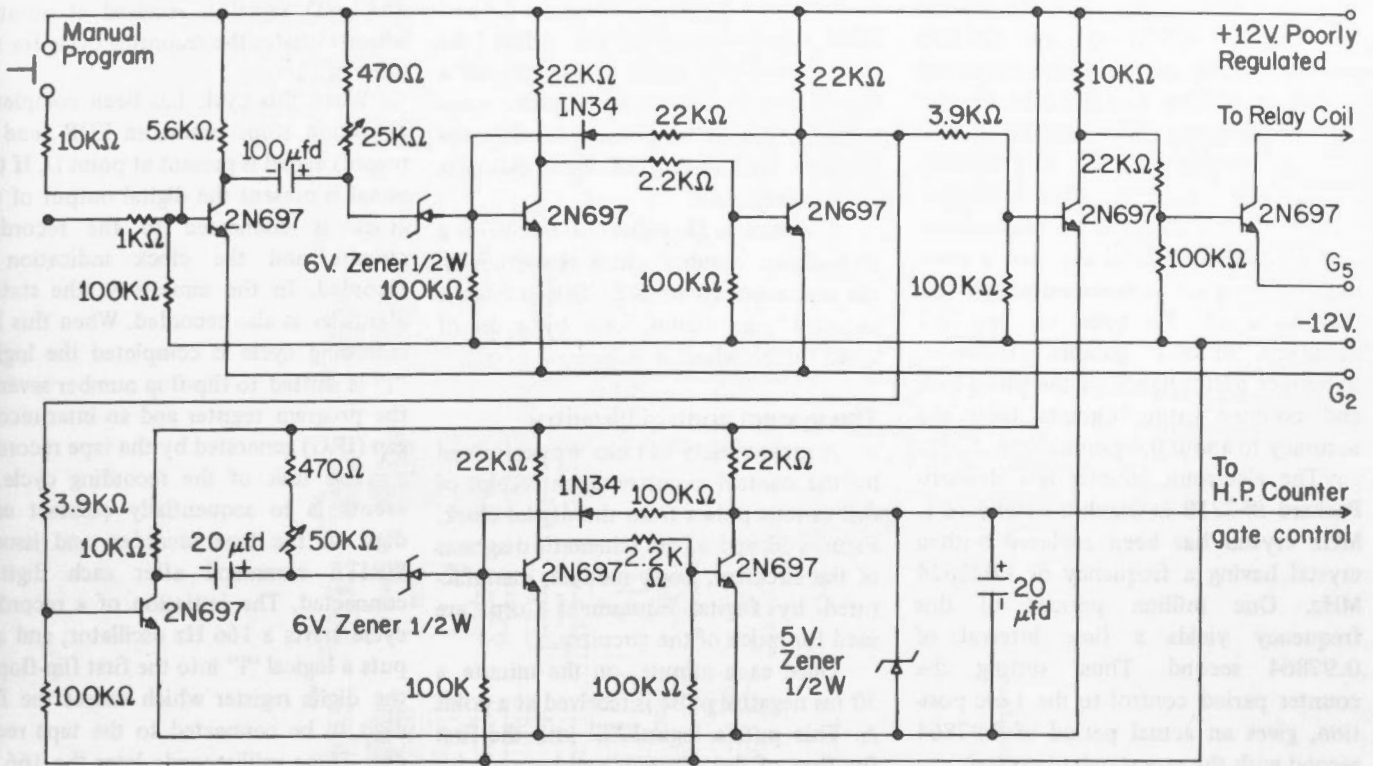 Manual
Program
10KΩ
5.6KΩ
100μfd
- +
470Ω
25KΩ
22KΩ
IN34
22KΩ
2.2KΩ
22KΩ
3.9KΩ
10KΩ
2.2KΩ
+12V. Poorly
Regulated
To Relay Coil
1KΩ
2N697
6V Zener 1/2W
2N697
2N697
2N697
2N697
100KΩ
100KΩ
100KΩ
100KΩ
100KΩ
G5
-12V.
G2
3.9KΩ
10KΩ
20μfd
- +
470Ω
50KΩ
22KΩ
1N34
100KΩ
2.2K
Ω
22KΩ
To
H. F. Counter
gate control
2N697
6V Zener 1/2W
2N697
2N697
+
20
μfd
5V
Zener
1/2W
100KΩ
100K
100KΩ